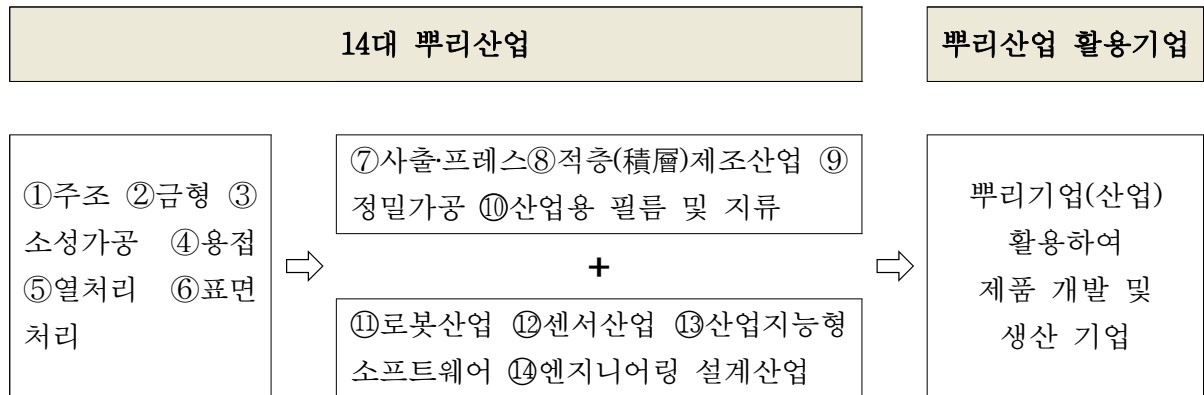 14대 뿌리산업
뿌리산업 활용기업
①주조 ②금형 ③
소성가공 ④용접
⑤열처리 ⑥표면
처리
⑦사출·프레스⑧적층(積層)제조산업 ⑨
정밀가공 ⑩산업용 필름 및 지류
+
⑪로봇산업 ⑫센서산업 ⑬산업지능형
소프트웨어 ⑭엔지니어링 설계산업
뿌리기업(산업)
활용하여
제품 개발 및
생산 기업